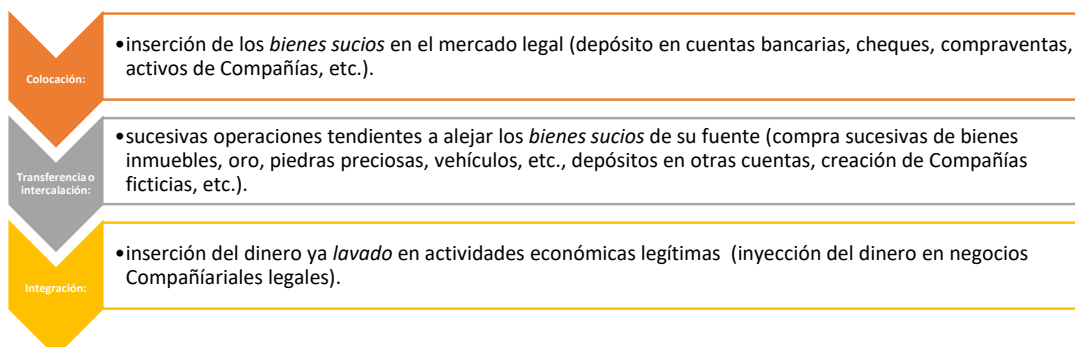 Colocación:
•inserción de los bienes sucios en el mercado legal (depósito en cuentas bancarias, cheques, compraventas,
activos de Compañías, etc.).
Transferencia o
intercalación:
•sucesivas operaciones tendientes a alejar los bienes sucios de su fuente (compra sucesivas de bienes
inmuebles, oro, piedras preciosas, vehículos, etc., depósitos en otras cuentas, creación de Compañías
ficticias, etc.).
Integración:
•inserción del dinero ya lavado en actividades económicas legítimas (inyección del dinero en negocios
Compañíariales legales).